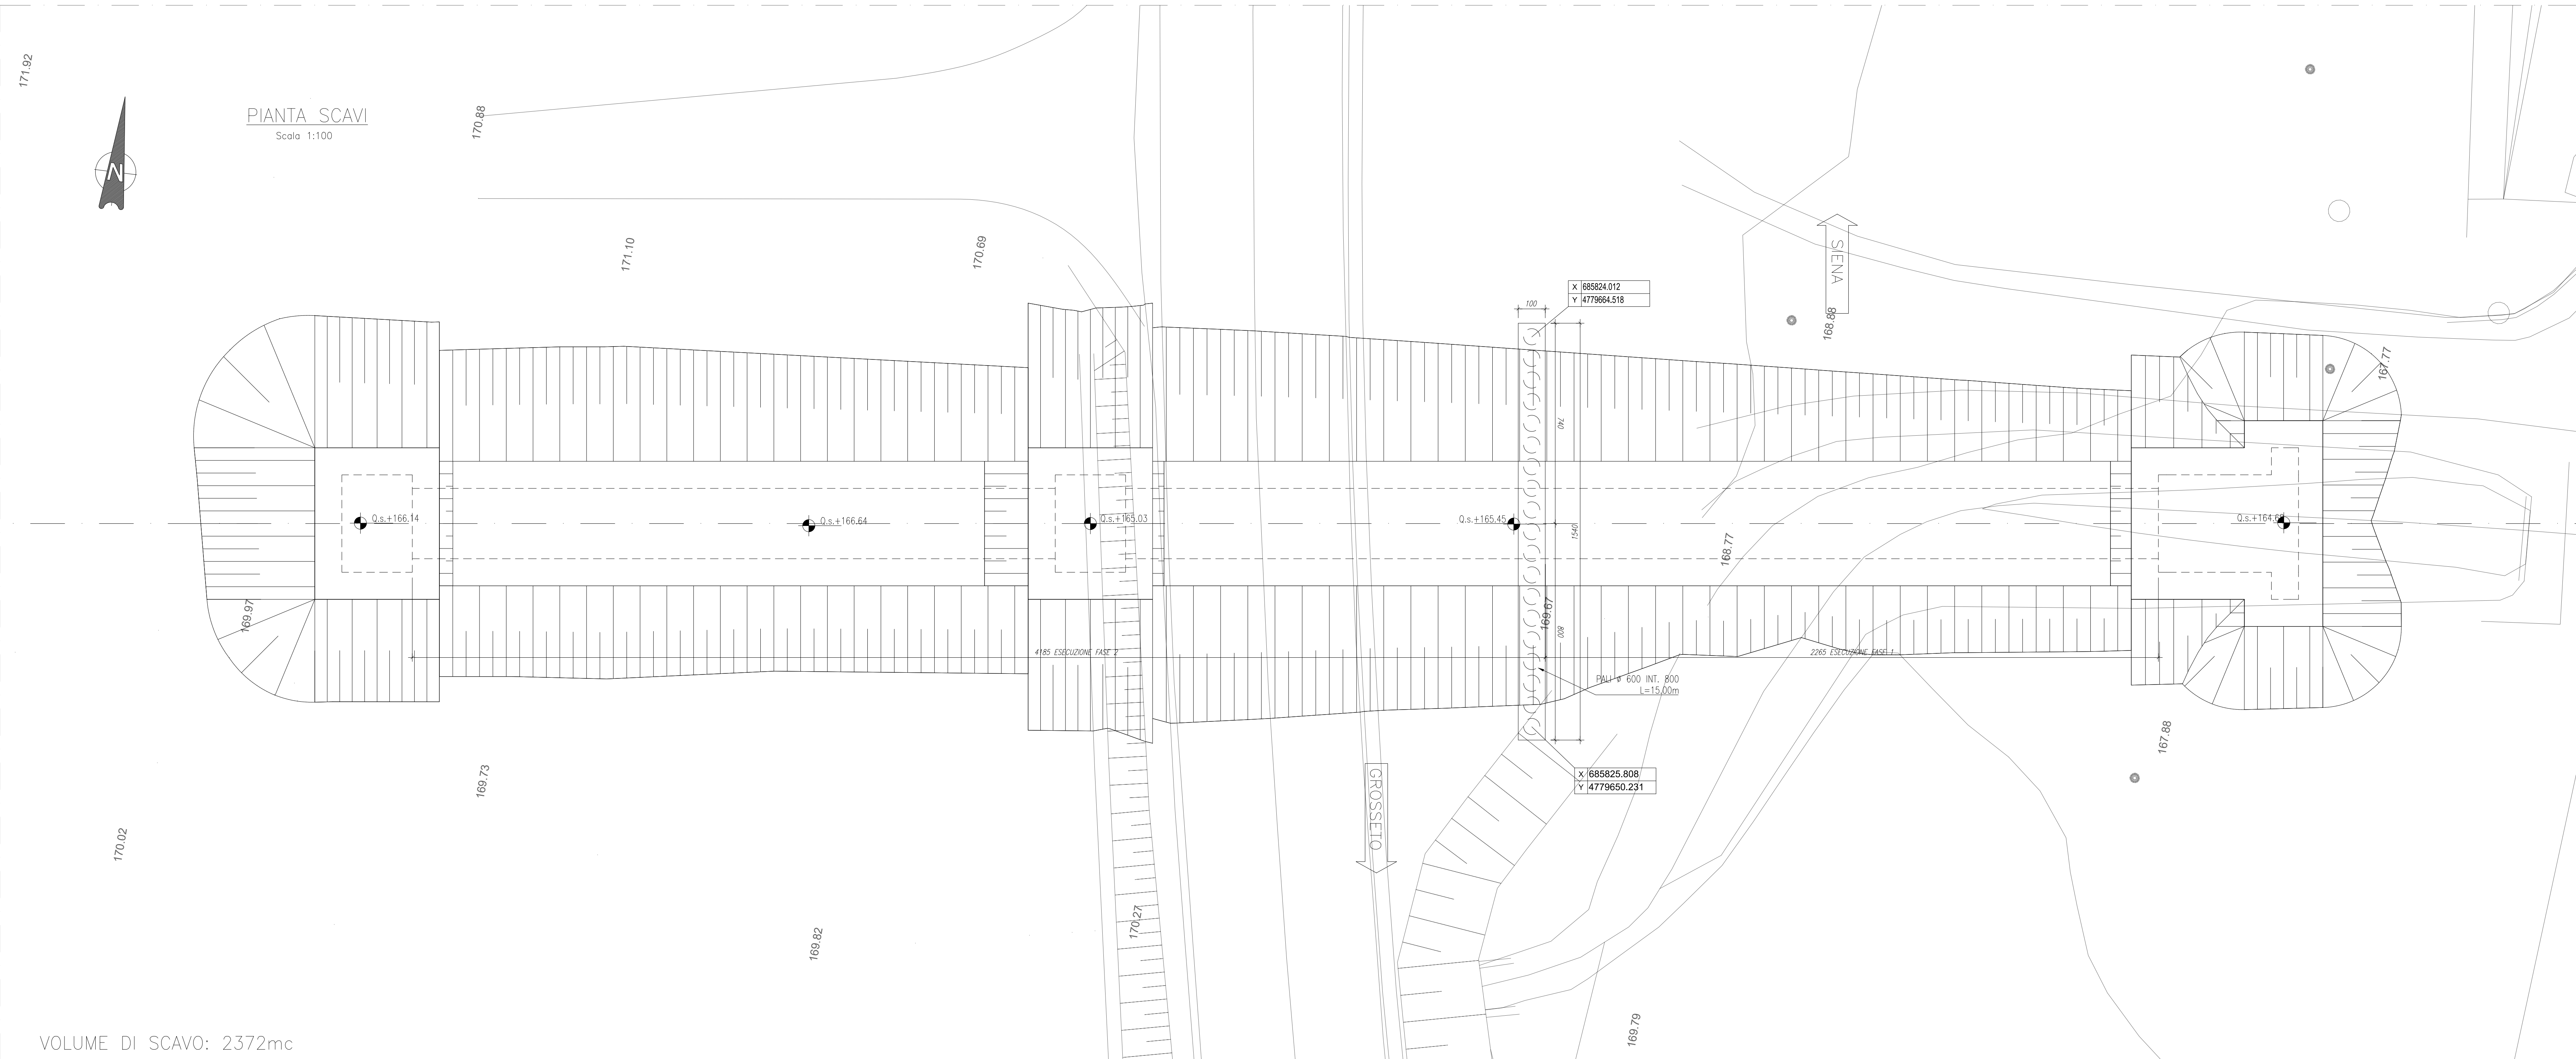 171.92
PIANTA SCAVI
Scala 1:100
N
170.88
171.10
170.69
SIENA
X 685824.012
Y 4779664.518
100
168.88
167.77
740
Q.s.+166.14
Q.s.+166.64
Q.s.+165.03
Q.s.+165.45
1540
168.77
169.97
169.67
800
4185 ESECUZIONE FASE 2
2265 ESECUZIONE FASE 1
PALI ø 600 INT. 800
L=15,00m
167.88
169.73
GROSSETO
X 685825.808
Y 4779650.231
170.02
169.82
170.27
169.79
VOLUME DI SCAVO: 2372mc